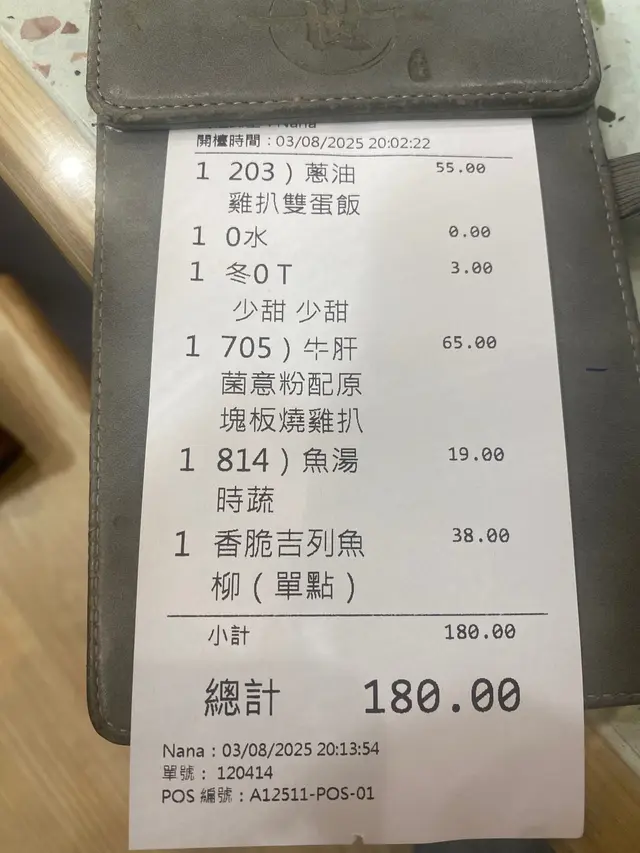 Nana
開檯時間：03/08/2025 20:02:22
1 203）蔥油 55.00
雞扒雙蛋飯
1 0水 0.00
1 冬0T 3.00
少甜 少甜
1 705）牛肝 65.00
菌意粉配原
塊板燒雞扒
1 814）魚湯 19.00
時蔬
1 香脆吉列魚 38.00
柳（單點）
小計 180.00
總計 180.00
Nana：03/08/2025 20:13:54
單號： 120414
POS 編號：A12511-POS-01